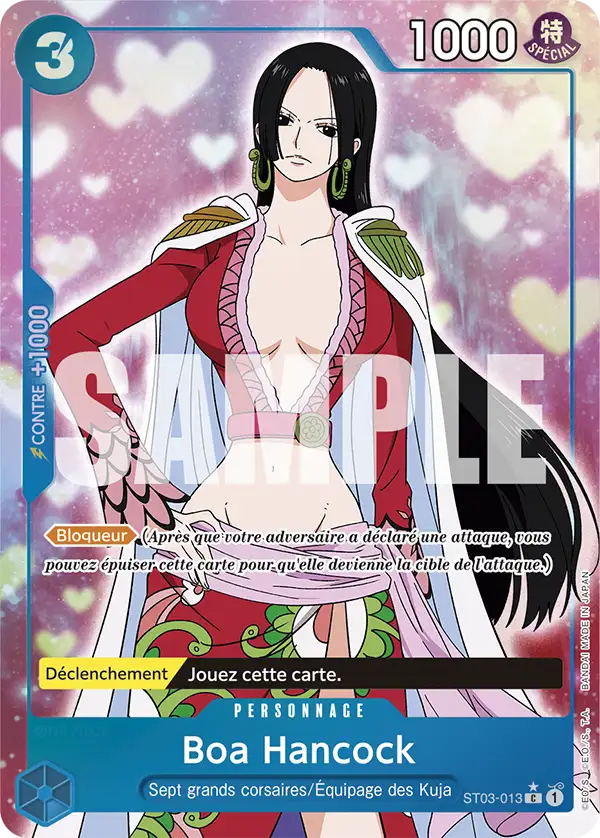 3
1000
特
SPÉCIAL
CONTRE +1000
SAMPLE
Bloqueur (Après que votre adversaire a déclaré une attaque, vous
pouvez épuiser cette carte pour qu'elle devienne la cible de l'attaque.)
Déclenchement Jouez cette carte.
PERSONNAGE
Boa Hancock
Sept grands corsaires/Équipage des Kuja
ST03-013 C 1
©E.O./S. ©E.O./S, T.A. BANDAI MADE IN JAPAN